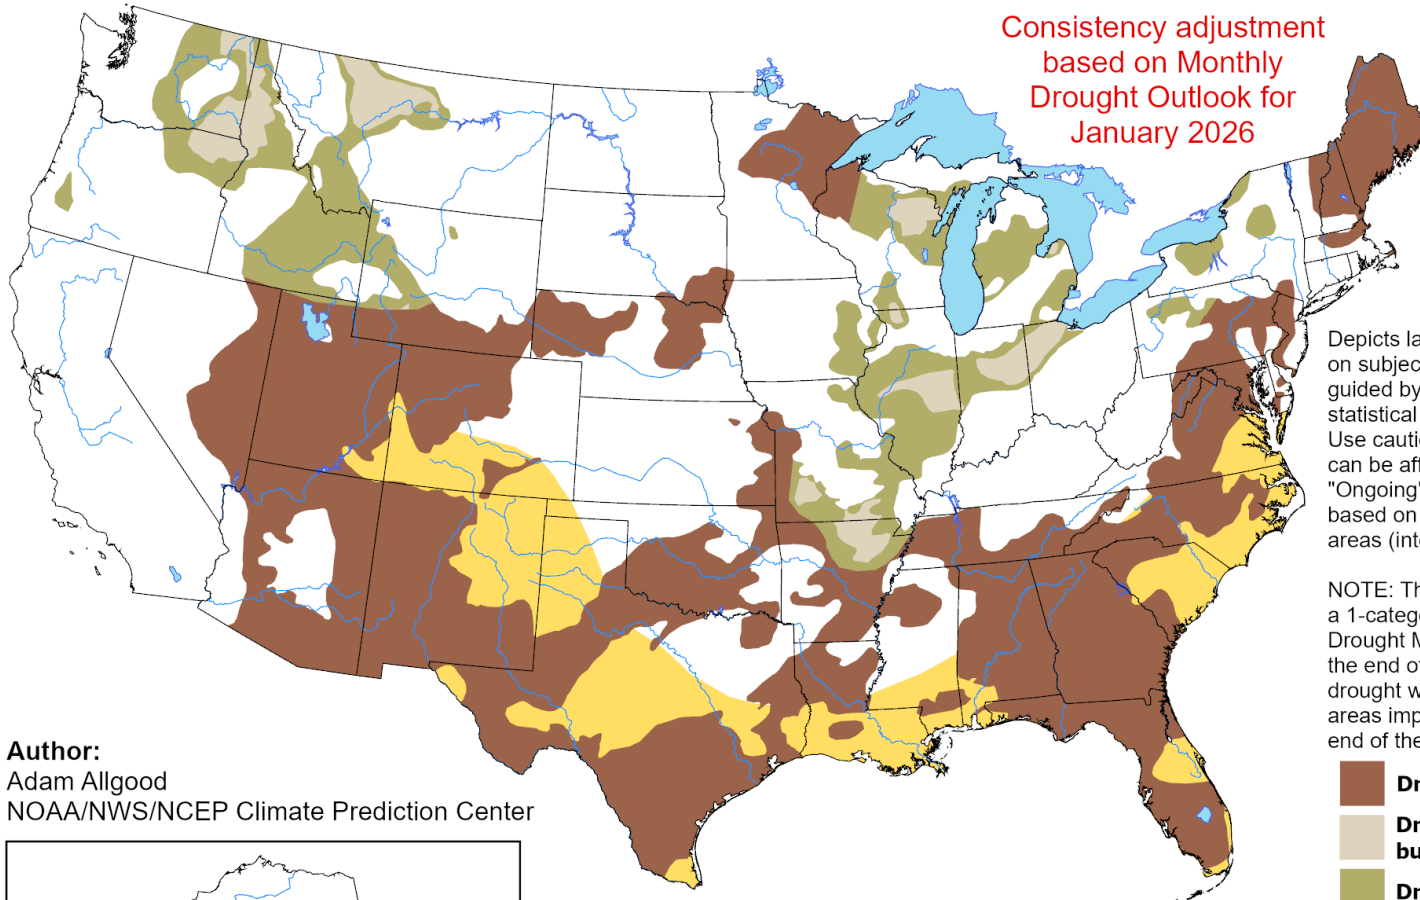 Consistency adjustment
based on Monthly
Drought Outlook for
January 2026
Depicts la
on subjec
guided by
statistical
Use cautio
can be aff
"Ongoing"
based on
areas (inte
NOTE: Th
a 1-catego
Drought M
the end of
drought w
areas imp
end of the
Author:
Adam Allgood
NOAA/NWS/NCEP Climate Prediction Center
Dr
Dr
bu
Dr